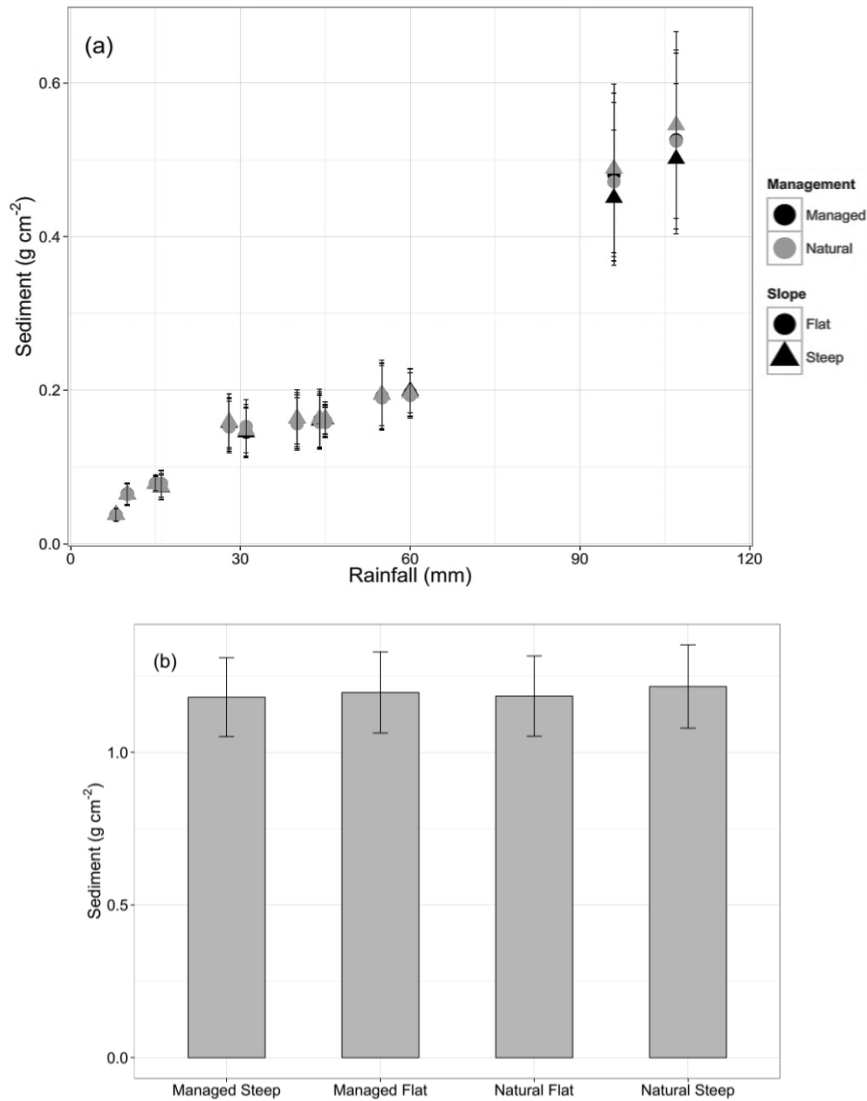 (a)
0.6
0.4
0.2
0.0
Sediment (g cm-2)
0
30
60
90
120
Rainfall (mm)
Management
Managed
Natural
Slope
Flat
Steep
(b)
1.0
0.5
0.0
Sediment (g cm-2)
Managed Steep
Managed Flat
Natural Flat
Natural Steep